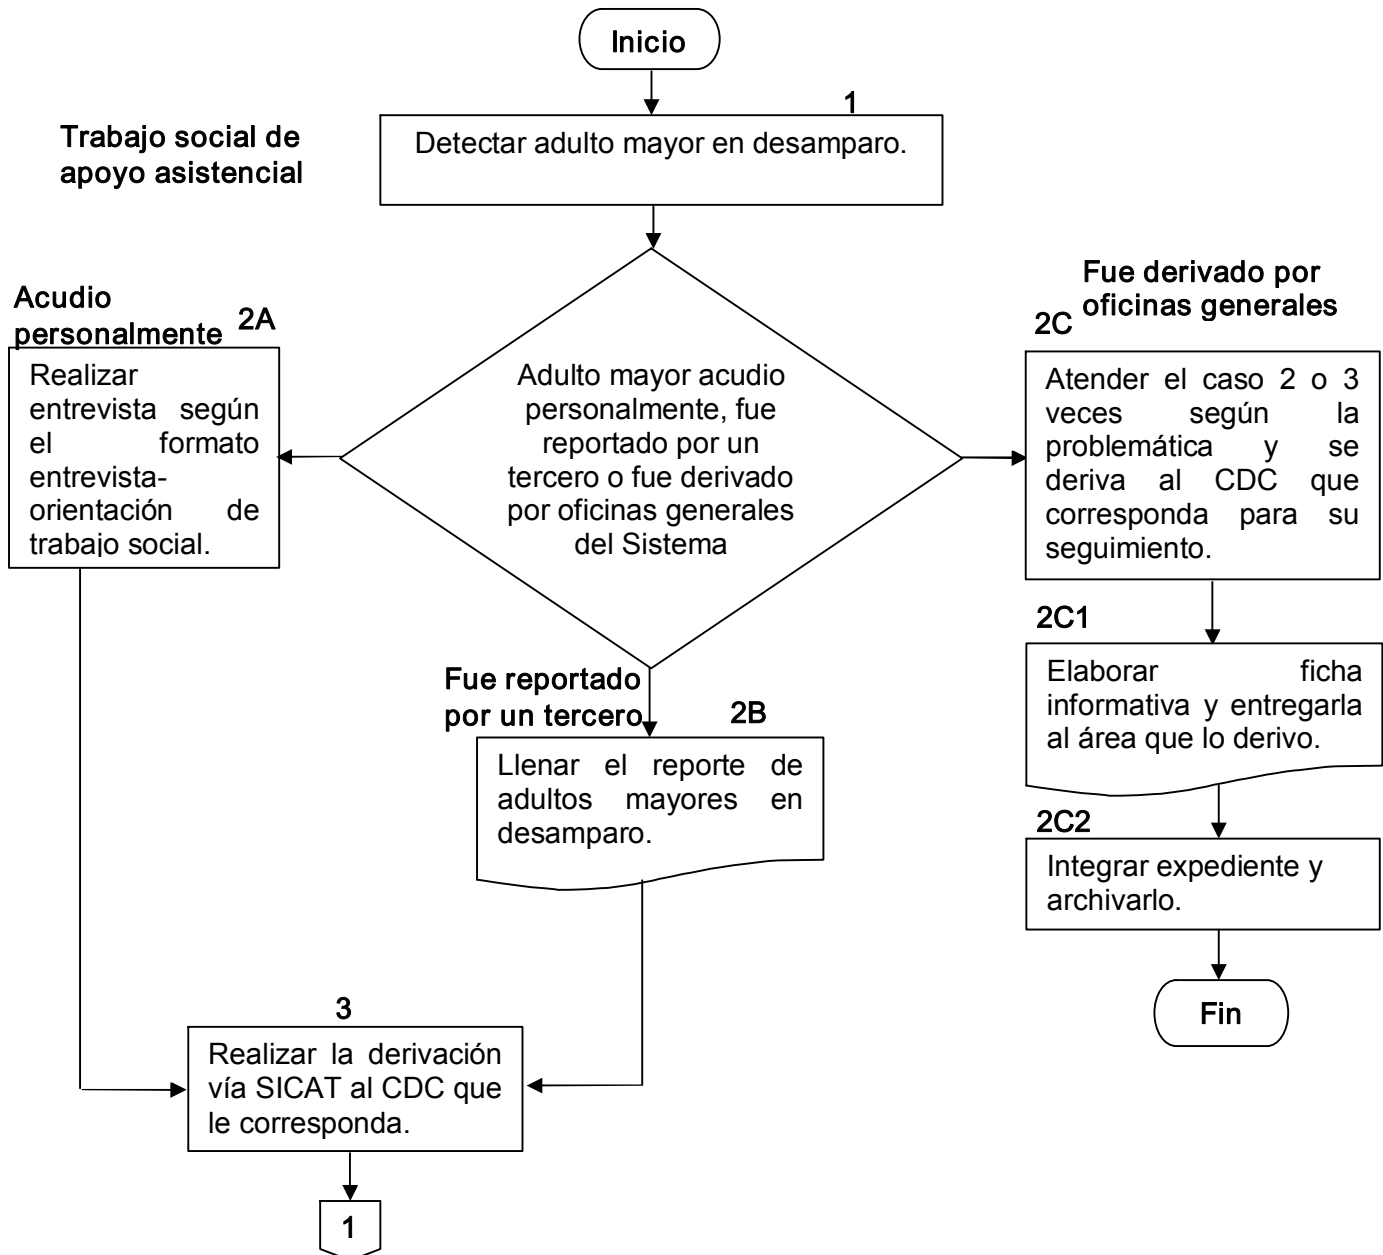 Inicio
1
Trabajo social de
apoyo asistencial
Detectar adulto mayor en desamparo.
Acudio
personalmente
2A
Realizar
entrevista según
el formato
entrevista-
orientación de
trabajo social.
Adulto mayor acudio
personalmente, fue
reportado por un
tercero o fue derivado
por oficinas generales
del Sistema
Fue derivado por
oficinas generales
2C
Atender el caso 2 o 3
veces según la
problemática y se
deriva al CDC que
corresponda para su
seguimiento.
2C1
Elaborar ficha
informativa y entregarla
al área que lo derivo.
Fue reportado
por un tercero
2B
Llenar el reporte de
adultos mayores en
desamparo.
2C2
Integrar expediente y
archivarlo.
Fin
3
Realizar la derivación
vía SICAT al CDC que
le corresponda.
1